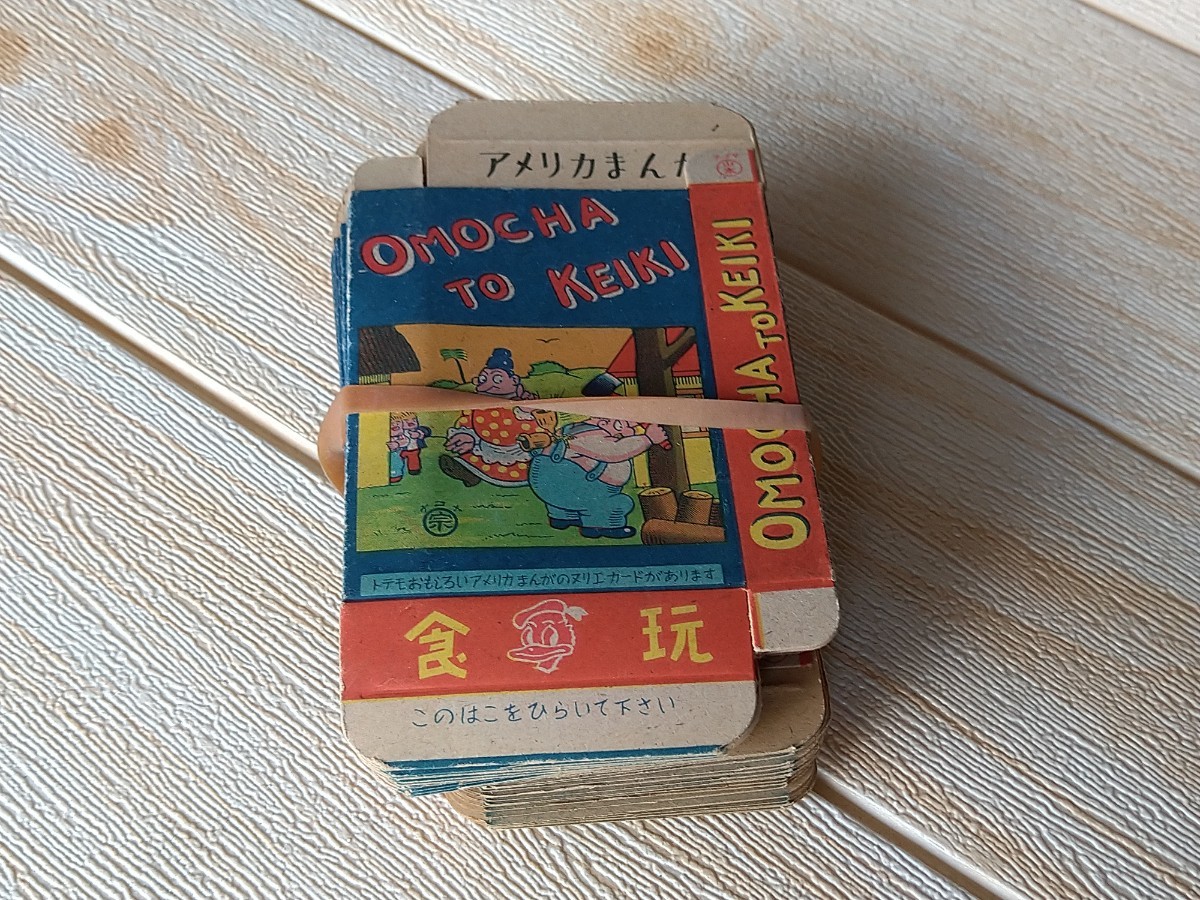 アメリカまんが
OMOCHA
TO KEIKI
OMOCHA TO KEIKI
宗
トテモおもしろいアメリカまんがのヌリエカードがあります
食 玩
このはこをひらいて下さい